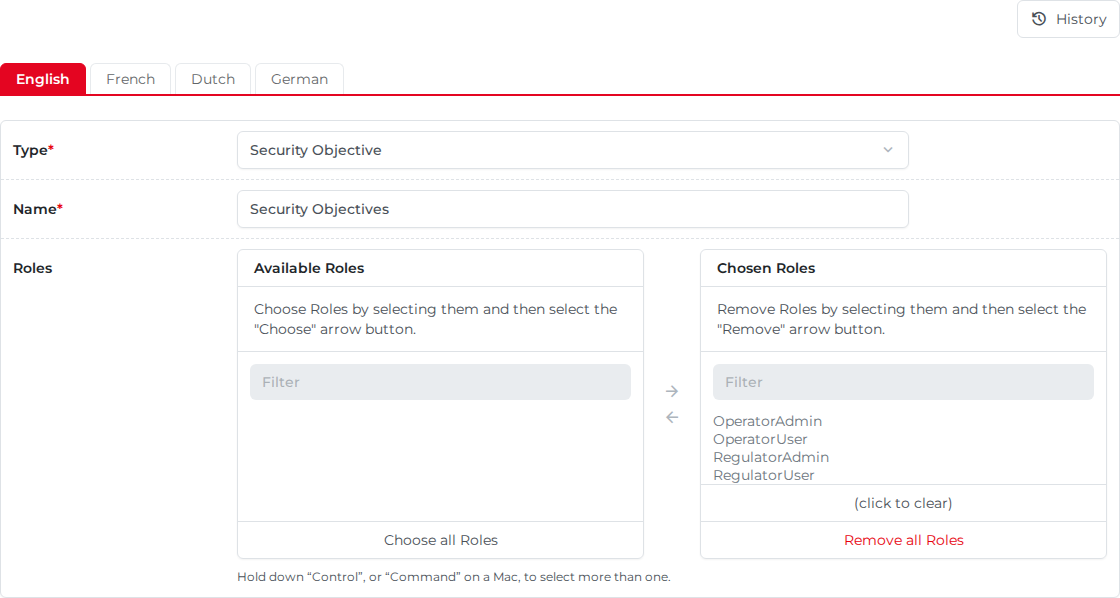 History
English French Dutch German
Type*
Security Objective
Name*
Security Objectives
Roles
Available Roles
Choose Roles by selecting them and then select the
"Choose" arrow button.
Filter
Choose all Roles
Chosen Roles
Remove Roles by selecting them and then select the
"Remove" arrow button.
Filter
OperatorAdmin
OperatorUser
RegulatorAdmin
RegulatorUser
(click to clear)
Remove all Roles
Hold down “Control”, or “Command” on a Mac, to select more than one.